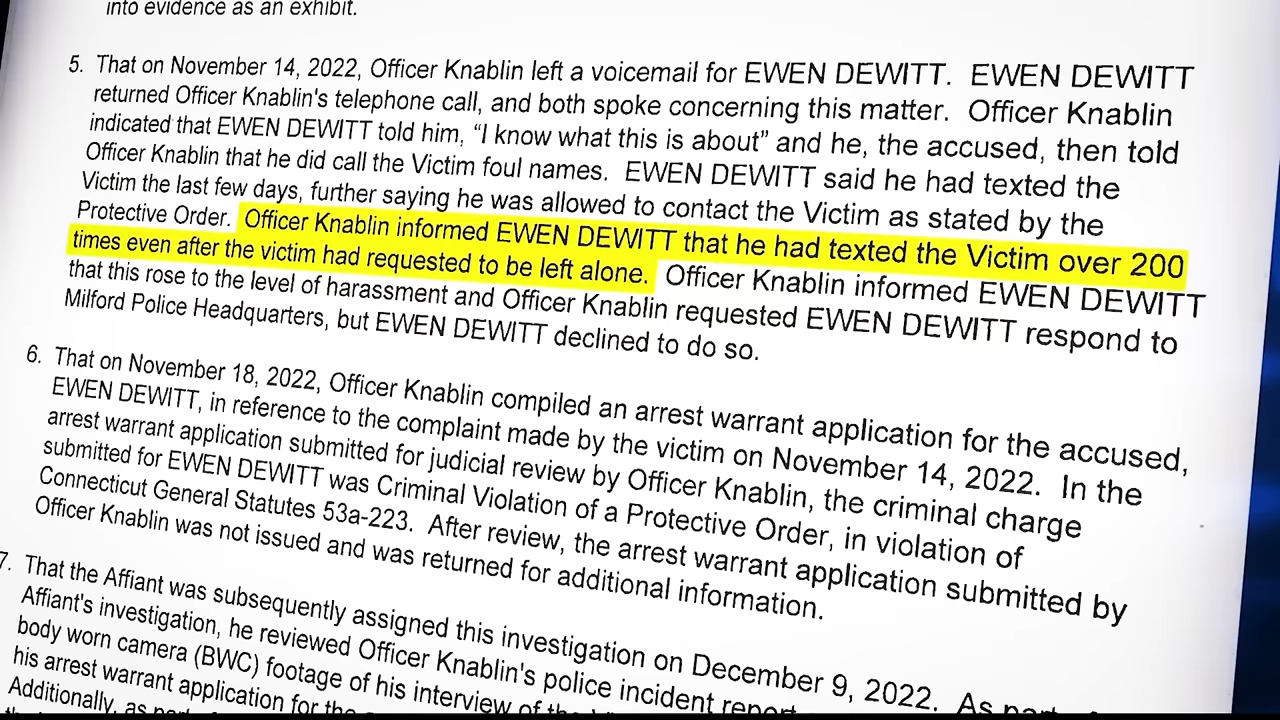 into evidence as an exhibit.
5. That on November 14, 2022, Officer Knablin left a voicemail for EWEN DEWITT. EWEN DEWITT
returned Officer Knablin's telephone call, and both spoke concerning this matter. Officer Knablin
indicated that EWEN DEWITT told him, “I know what this is about” and he, the accused, then told
Officer Knablin that he did call the Victim foul names. EWEN DEWITT said he had texted the
Victim the last few days, further saying he was allowed to contact the Victim as stated by the
Protective Order. Officer Knablin informed EWEN DEWITT that he had texted the Victim over 200
times even after the victim had requested to be left alone. Officer Knablin informed EWEN DEWITT
that this rose to the level of harassment and Officer Knablin requested EWEN DEWITT respond to
Milford Police Headquarters, but EWEN DEWITT declined to do so.
6. That on November 18, 2022, Officer Knablin compiled an arrest warrant application for the accused,
EWEN DEWITT, in reference to the complaint made by the victim on November 14, 2022. In the
arrest warrant application submitted for judicial review by Officer Knablin, the criminal charge
submitted for EWEN DEWITT was Criminal Violation of a Protective Order, in violation of
Connecticut General Statutes 53a-223. After review, the arrest warrant application submitted by
Officer Knablin was not issued and was returned for additional information.
7. That the Affiant was subsequently assigned this investigation on December 9, 2022. As part of
Affiant's investigation, he reviewed Officer Knablin's police incident report
body worn camera (BWC) footage of his interview of the
his arrest warrant application for the
Additionally, as part